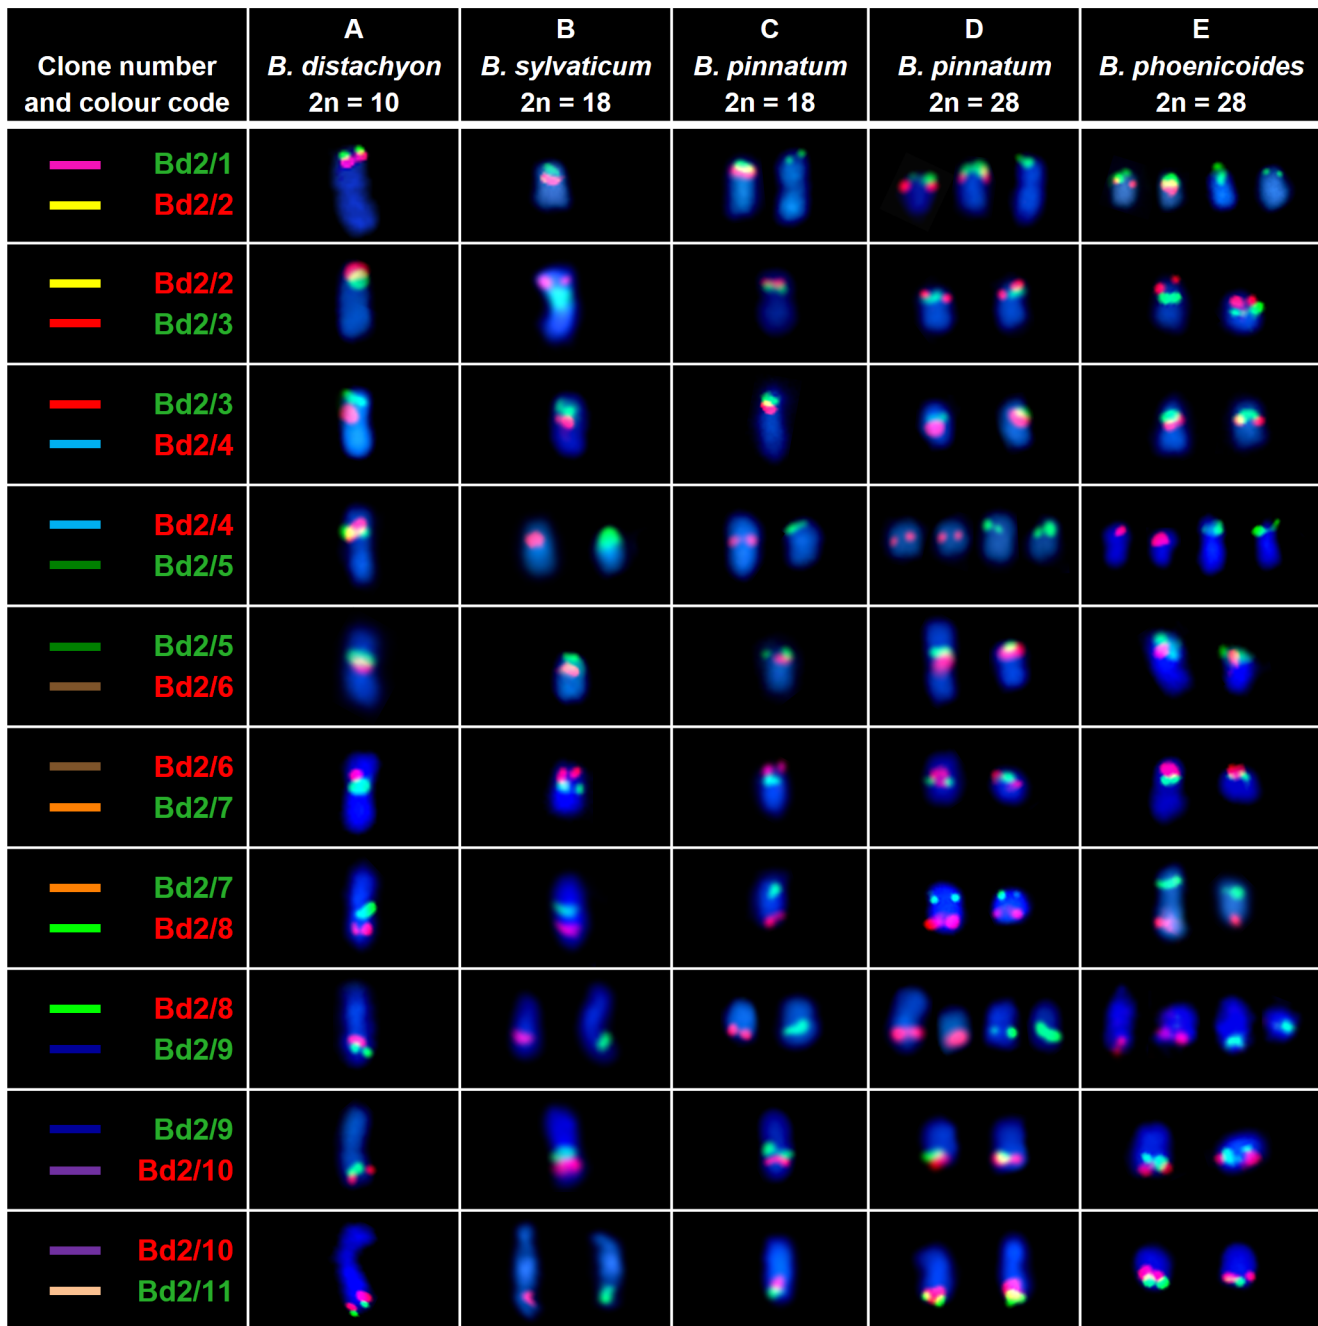 Clone number
and colour code
A
B. distachyon
2n = 10
B
B. sylvaticum
2n = 18
C
B. pinnatum
2n = 18
D
B. pinnatum
2n = 28
E
B. phoenicoides
2n = 28
Bd2/1
Bd2/2
Bd2/2
Bd2/3
Bd2/3
Bd2/4
Bd2/4
Bd2/5
Bd2/5
Bd2/6
Bd2/6
Bd2/7
Bd2/7
Bd2/8
Bd2/8
Bd2/9
Bd2/9
Bd2/10
Bd2/10
Bd2/11